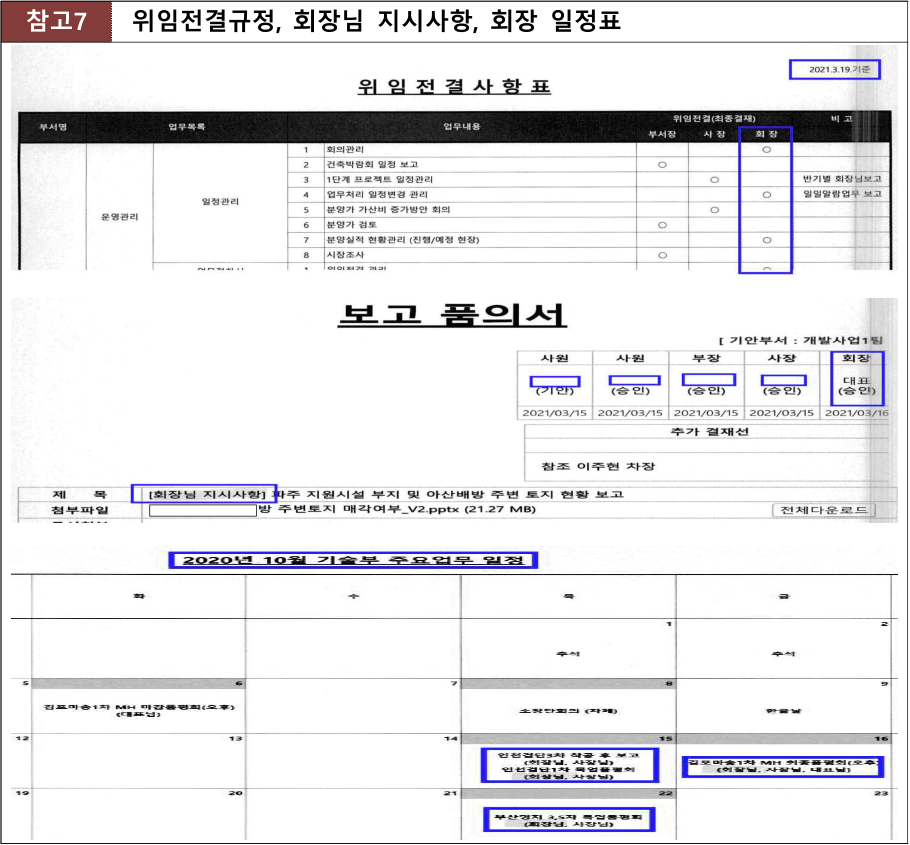 참고7 위임전결규정, 회장님 지시사항, 회장 일정표
2021.3.19.기준
위임전결사항표
부서명 업무목록 업무내용 위임전결(최종결재) 비고
부서장 사장 회장
운영관리 일정관리
1 회의관리 ○
2 건축박람회 일정 보고 ○
3 1단계 프로젝트 일정관리 ○ 반기별 회장님보고
4 업무처리 일정변경 관리 ○ 일일말람업무 보고
5 분양가 가산비 증가방안 회의 ○
6 분양가 검토 ○
7 분양실적 현황관리 (진행/예정 현장) ○
8 시장조사 ○
1 위임전결 관리 ○
보고 품의서
[ 기안부서 : 개발사업1팀
사원 사원 부장 사장 회장
대표
(기안) (승인) (승인) (승인) (승인)
2021/03/15 2021/03/15 2021/03/15 2021/03/15 2021/03/16
추가 결재선
참조 이주현 차장
제 목 [회장님 지시사항] 파주 지원시설 부지 및 아산배방 주변 토지 현황 보고
첨부파일 방 주변토지 매각여부_V2.pptx (21.27 MB) 전체다운로드
2020년 10월 기술부 주요업무 일정
화 수 목 금
1 2
추석 추석
5 6 7 8 9
김포마송1차 MH 마감품평회(오후)
(대표님)
소장단회의 (자체) 한글날
12 13 14 15 16
인천검단3차 착공 후 보고
(회장님, 사장님)
인천검단1차 목업품평회
(회장님, 사장님)
김포마송1차 MH 최종품평회(오후)
(회장님, 사장님, 대표님)
19 20 21 22 23
부산명지 3,5차 목업품평회
(회장님, 사장님)